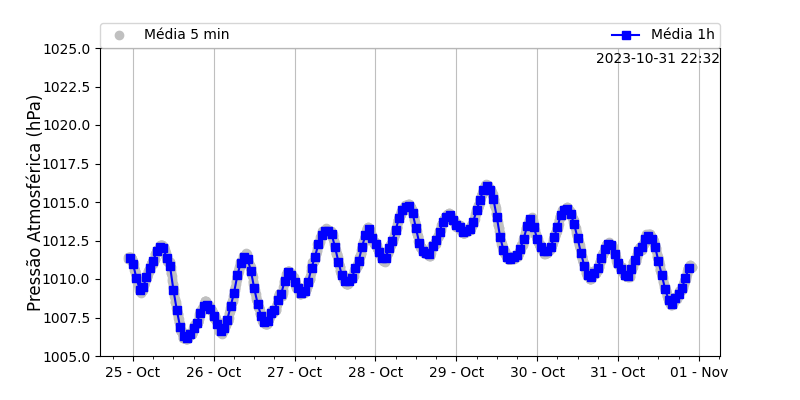 Média 5 min
Média 1h
2023-10-31 22:32
Pressão Atmosférica (hPa)
1025.0
1022.5
1020.0
1017.5
1015.0
1012.5
1010.0
1007.5
1005.0
25 - Oct
26 - Oct
27 - Oct
28 - Oct
29 - Oct
30 - Oct
31 - Oct
01 - Nov